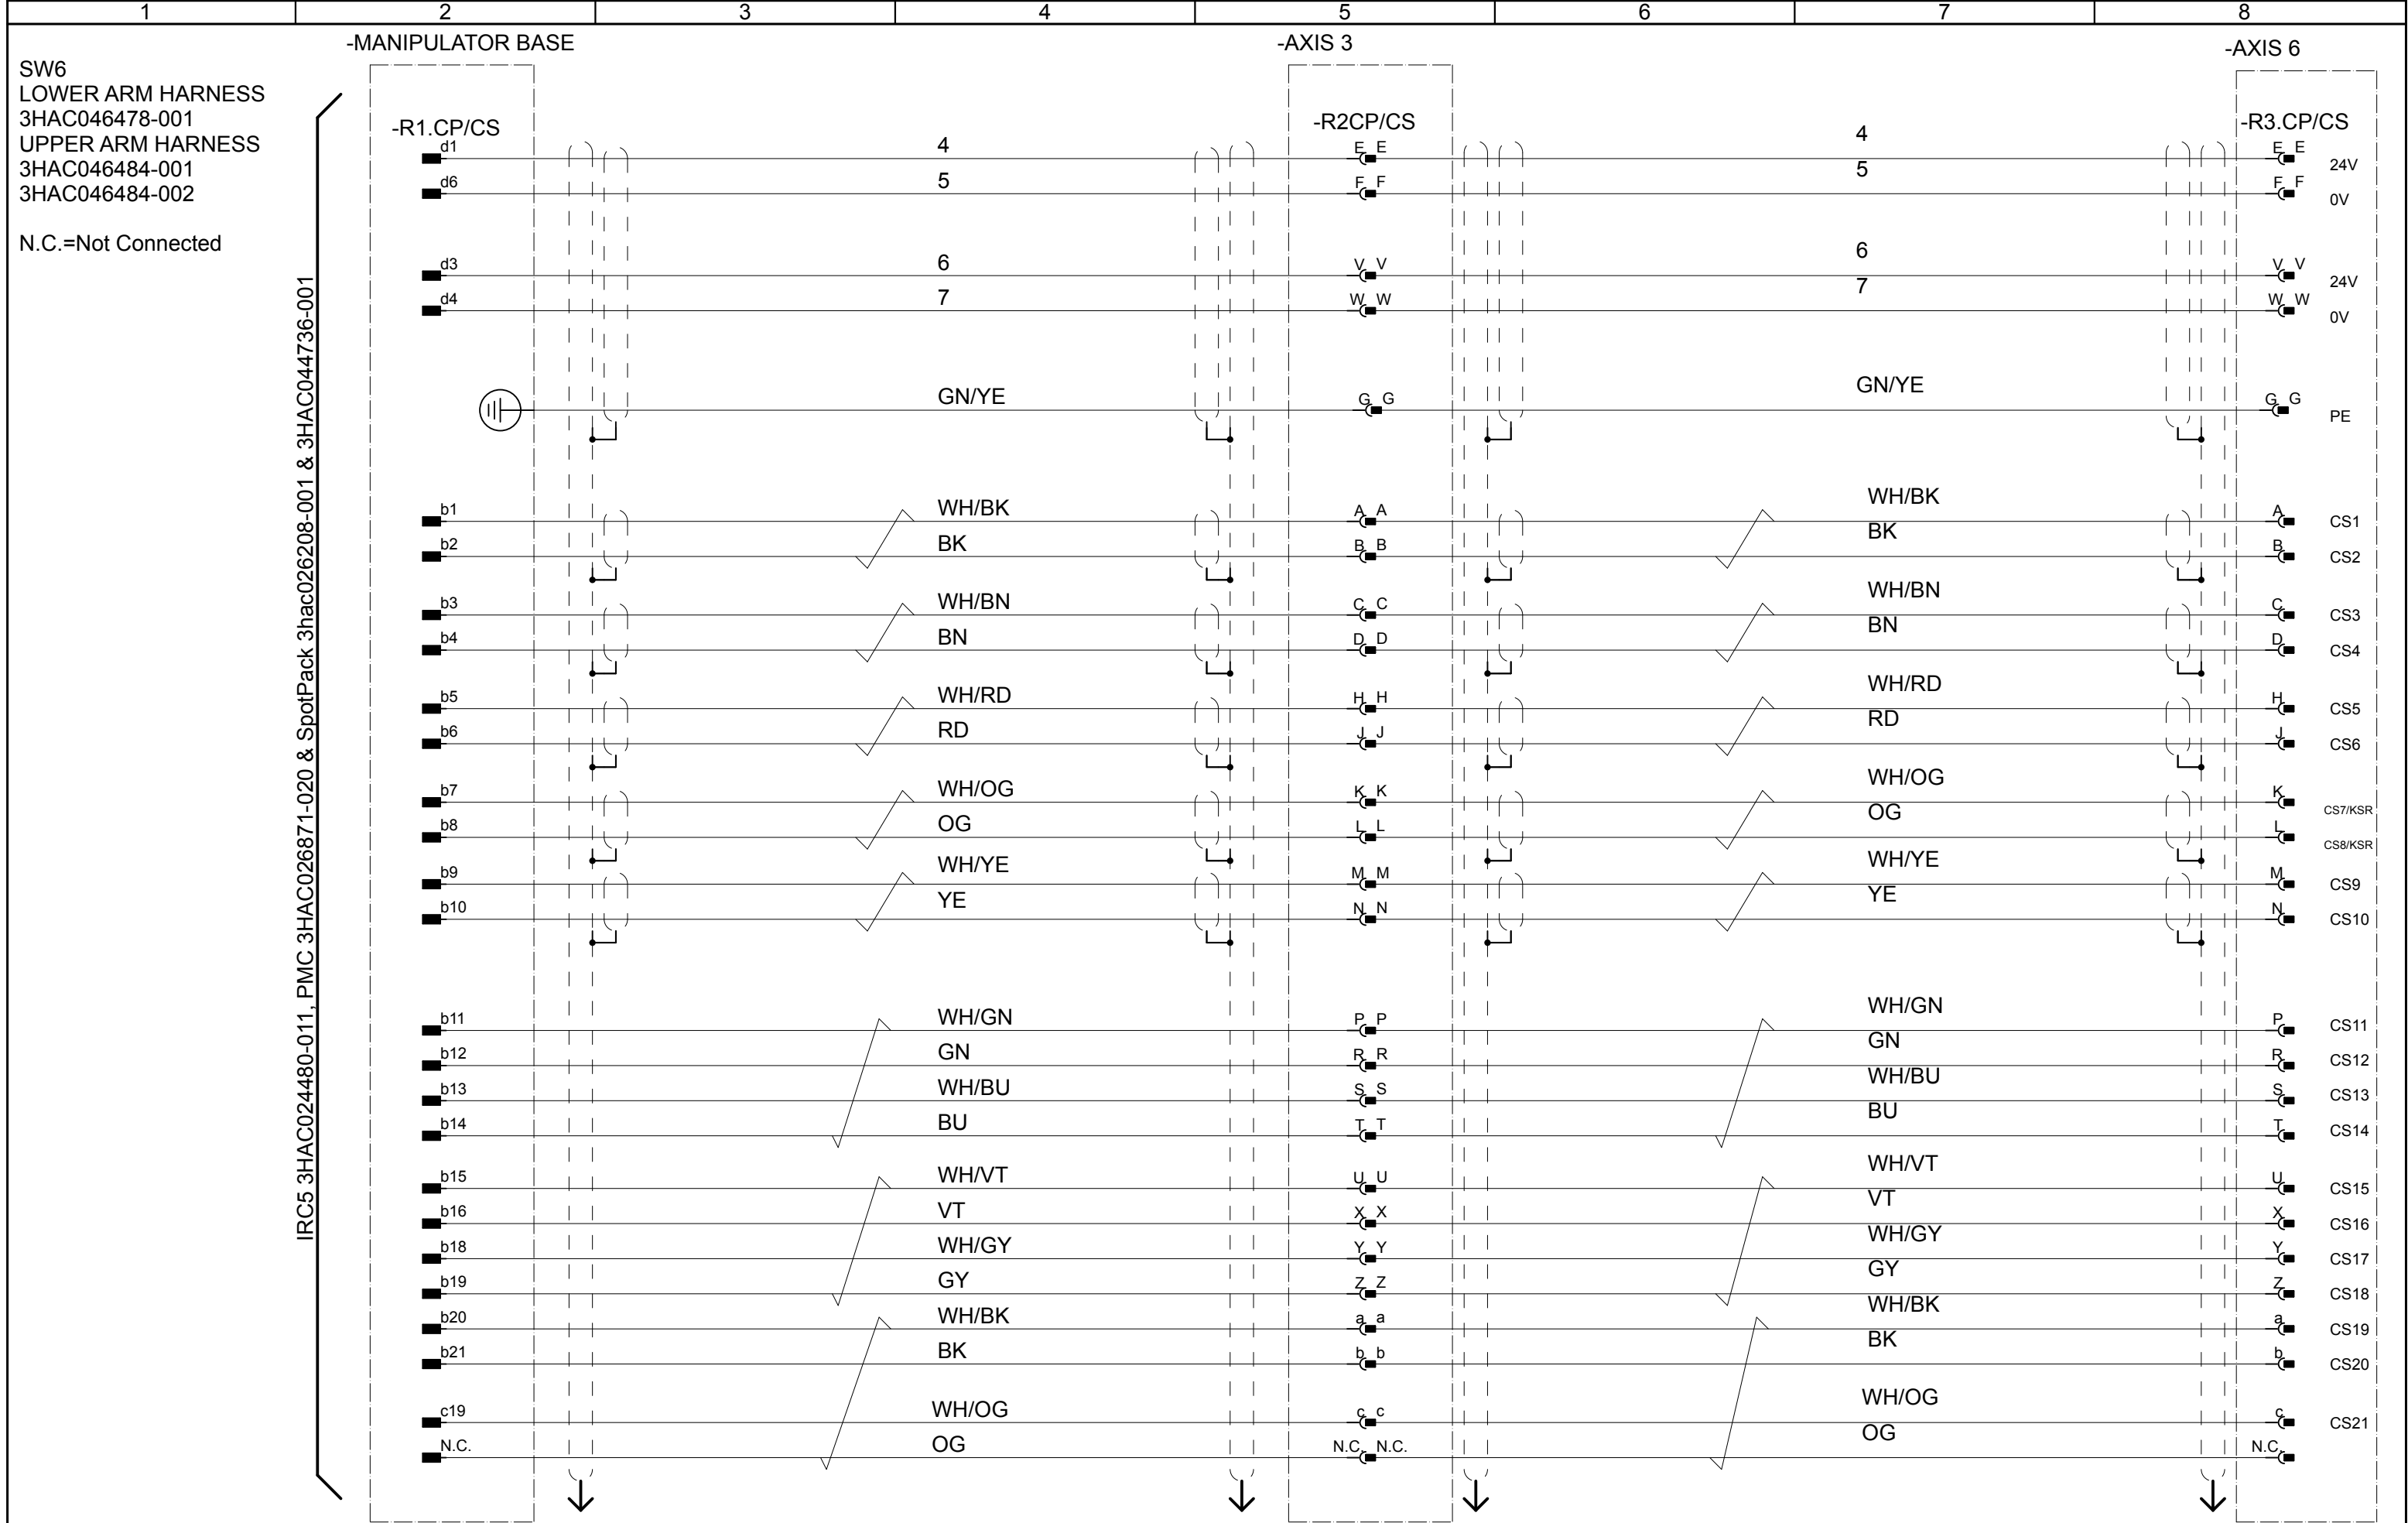 1 2 3 4 5 6 7 8
-MANIPULATOR BASE -AXIS 3 -AXIS 6
SW6
LOWER ARM HARNESS
3HAC046478-001
UPPER ARM HARNESS
3HAC046484-001
3HAC046484-002
N.C.=Not Connected
IRC5 3HAC024480-011, PMC 3HAC026871-020 & SpotPack 3hac026208-001 & 3HAC044736-001
-R1.CP/CS -R2CP/CS -R3.CP/CS
d1 4 E E 4 E E 24V
d6 5 F F 5 F F 0V
d3 6 V V 6 V V 24V
d4 7 W W 7 W W 0V
GN/YE G G GN/YE G G PE
b1 WH/BK A A WH/BK A CS1
b2 BK B B BK B CS2
b3 WH/BN C C WH/BN C CS3
b4 BN D D BN D CS4
b5 WH/RD H H WH/RD H CS5
b6 RD J J RD J CS6
b7 WH/OG K K WH/OG K CS7/KSR
b8 OG L L OG L CS8/KSR
b9 WH/YE M M WH/YE M CS9
b10 YE N N YE N CS10
b11 WH/GN P P WH/GN P CS11
b12 GN R R GN R CS12
b13 WH/BU S S WH/BU S CS13
b14 BU T T BU T CS14
b15 WH/VT U U WH/VT U CS15
b16 VT X X VT X CS16
b18 WH/GY Y Y WH/GY Y CS17
b19 GY Z Z GY Z CS18
b20 WH/BK a a WH/BK a CS19
b21 BK b b BK b CS20
c19 WH/OG c c WH/OG c CS21
N.C. OG N.C. N.C. OG N.C.